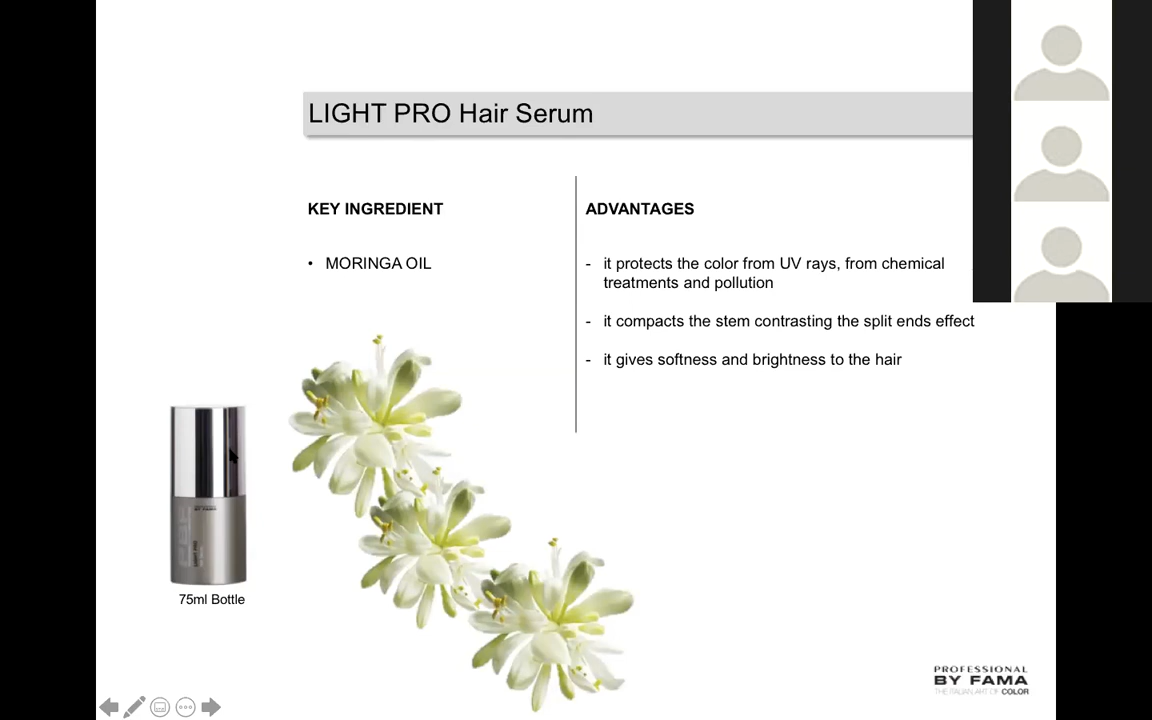 LIGHT PRO Hair Serum
KEY INGREDIENT
• MORINGA OIL
ADVANTAGES
- it protects the color from UV rays, from chemical
treatments and pollution
- it compacts the stem contrasting the split ends effect
- it gives softness and brightness to the hair
BY FAMA
75ml Bottle
PROFESSIONAL
BY FAMA
THE ITALIAN ART OF COLOR